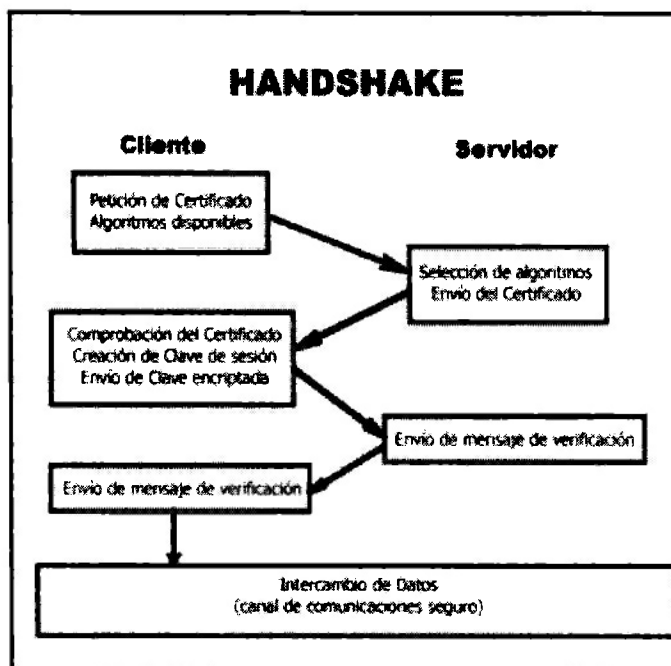 HANDSHAKE
Cliente
Servidor
Petición de Certificado
Algoritmos disponibles
Selección de algoritmos
Envío del Certificado
Comprobación del Certificado
Creación de Clave de sesión
Envío de Clave encriptada
Envío de mensaje de verificación
Envío de mensaje de verificación
Intercambio de Datos
(canal de comunicaciones seguro)